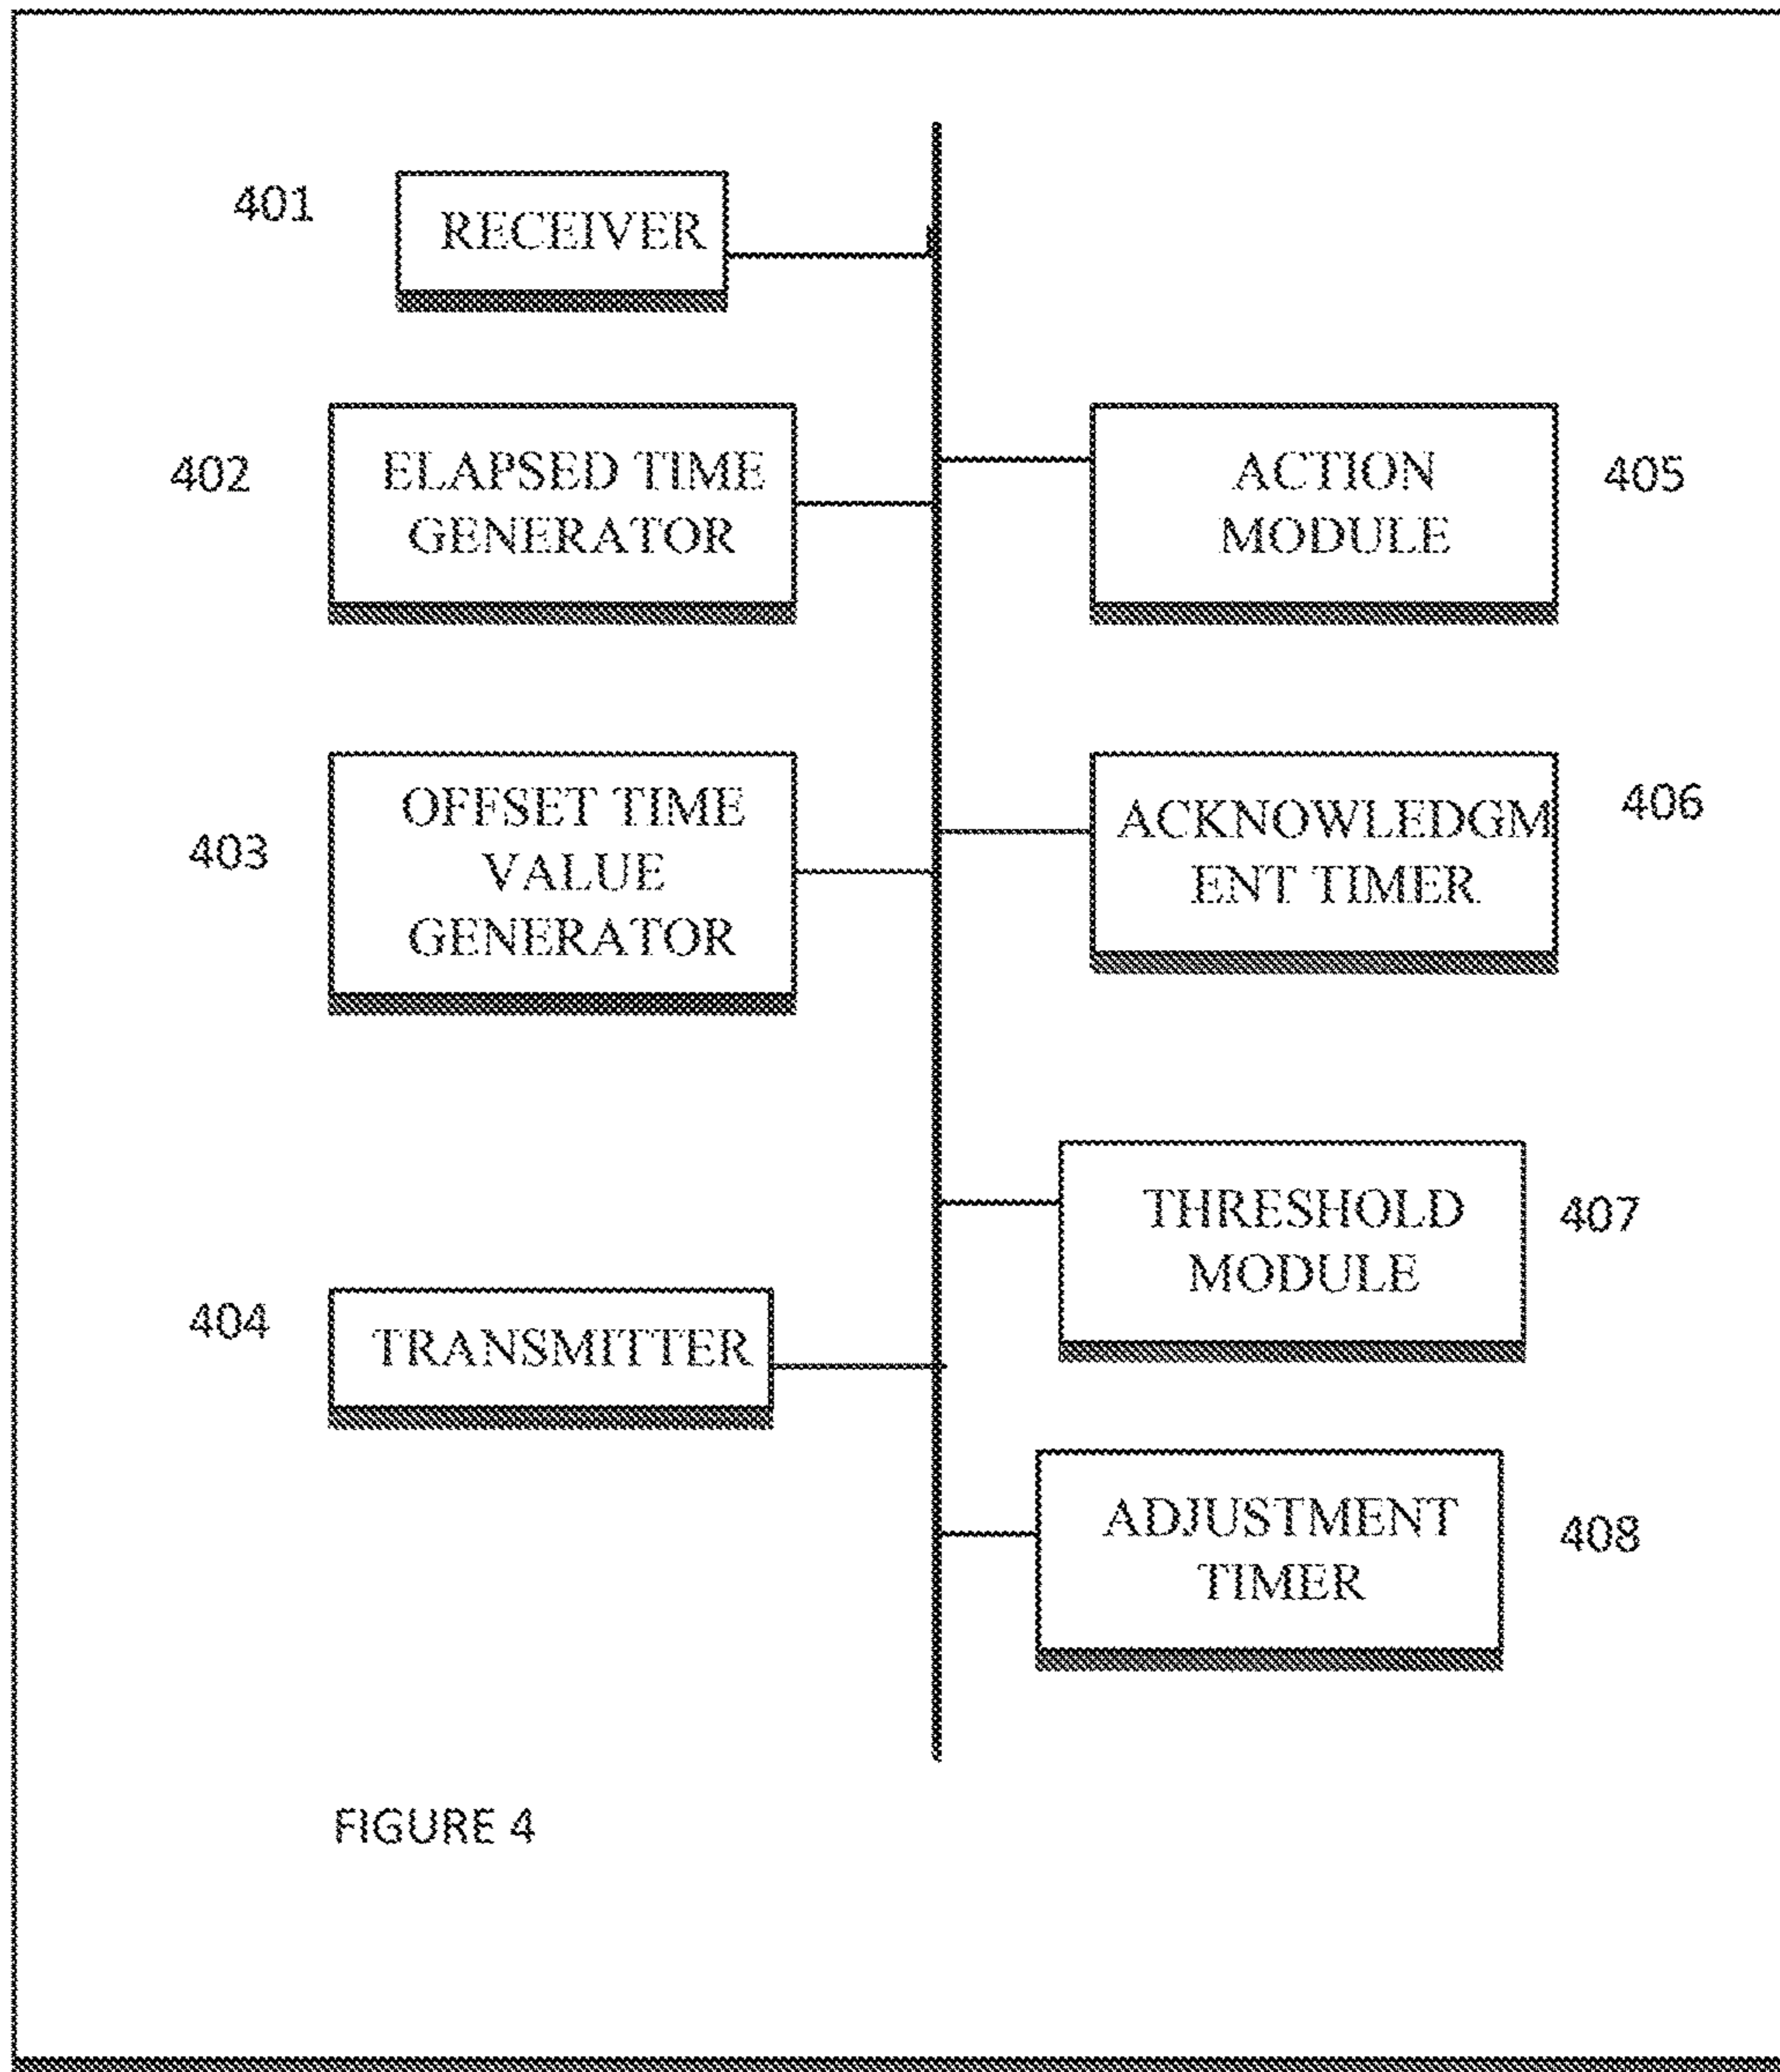 401
RECEIVER
402
ELAPSED TIME
GENERATOR
ACTION
MODULE
405
403
OFFSET TIME
VALUE
GENERATOR
ACKNOWLEDGM
ENT TIMER
406
THRESHOLD
MODULE
407
404
TRANSMITTER
ADJUSTMENT
TIMER
408
FIGURE 4